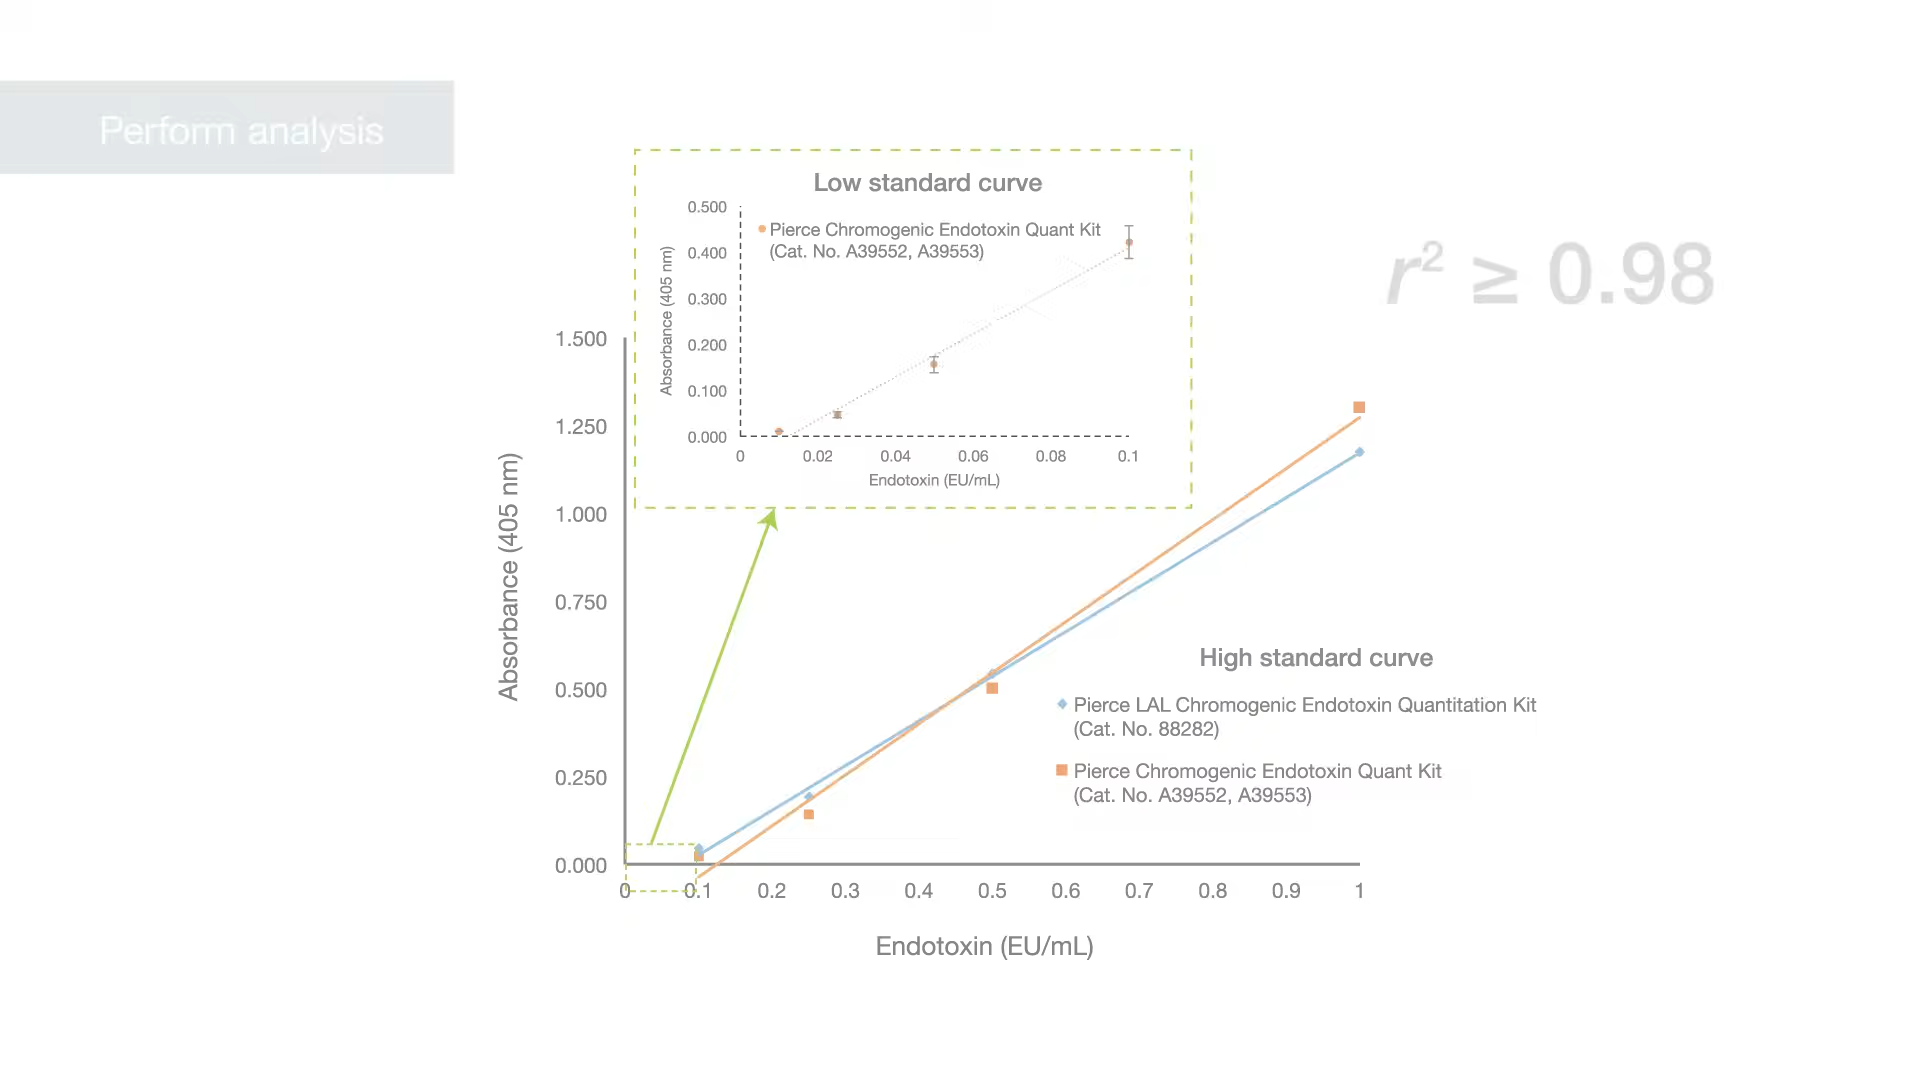 Perform analysis
Low standard curve
0.500
0.400
0.300
0.200
0.100
0.000
Absorbance (405 nm)
Pierce Chromogenic Endotoxin Quant Kit
(Cat. No. A39552, A39553)
0 0.02 0.04 0.06 0.08 0.1
Endotoxin (EU/mL)
r² ≥ 0.98
1.500
1.250
1.000
0.750
0.500
0.250
0.000
Absorbance (405 nm)
High standard curve
Pierce LAL Chromogenic Endotoxin Quantitation Kit
(Cat. No. 88282)
Pierce Chromogenic Endotoxin Quant Kit
(Cat. No. A39552, A39553)
0 0.1 0.2 0.3 0.4 0.5 0.6 0.7 0.8 0.9 1
Endotoxin (EU/mL)